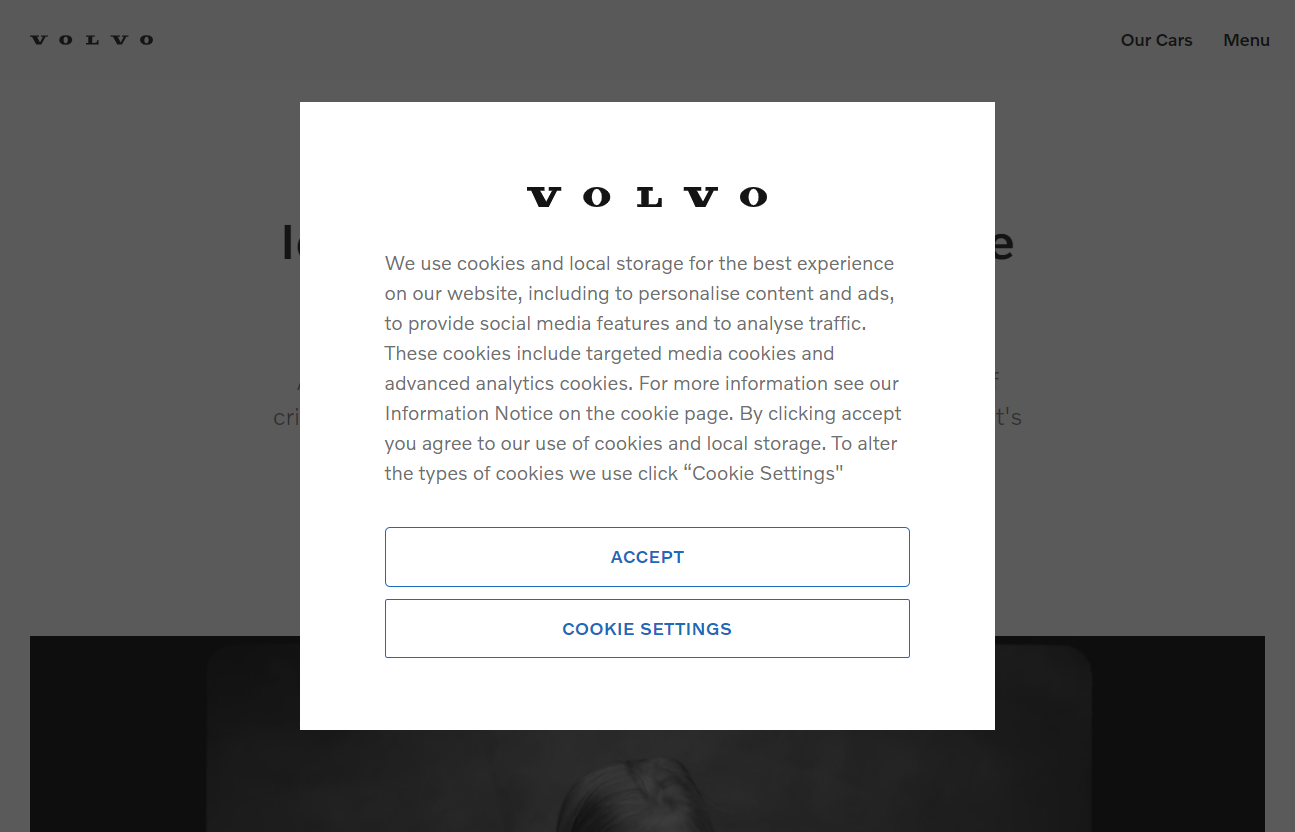 VOLVO
Our Cars
Menu
VOLVO
We use cookies and local storage for the best experience
on our website, including to personalise content and ads,
to provide social media features and to analyse traffic.
These cookies include targeted media cookies and
advanced analytics cookies. For more information see our
Information Notice on the cookie page. By clicking accept
you agree to our use of cookies and local storage. To alter
the types of cookies we use click “Cookie Settings"
ACCEPT
COOKIE SETTINGS